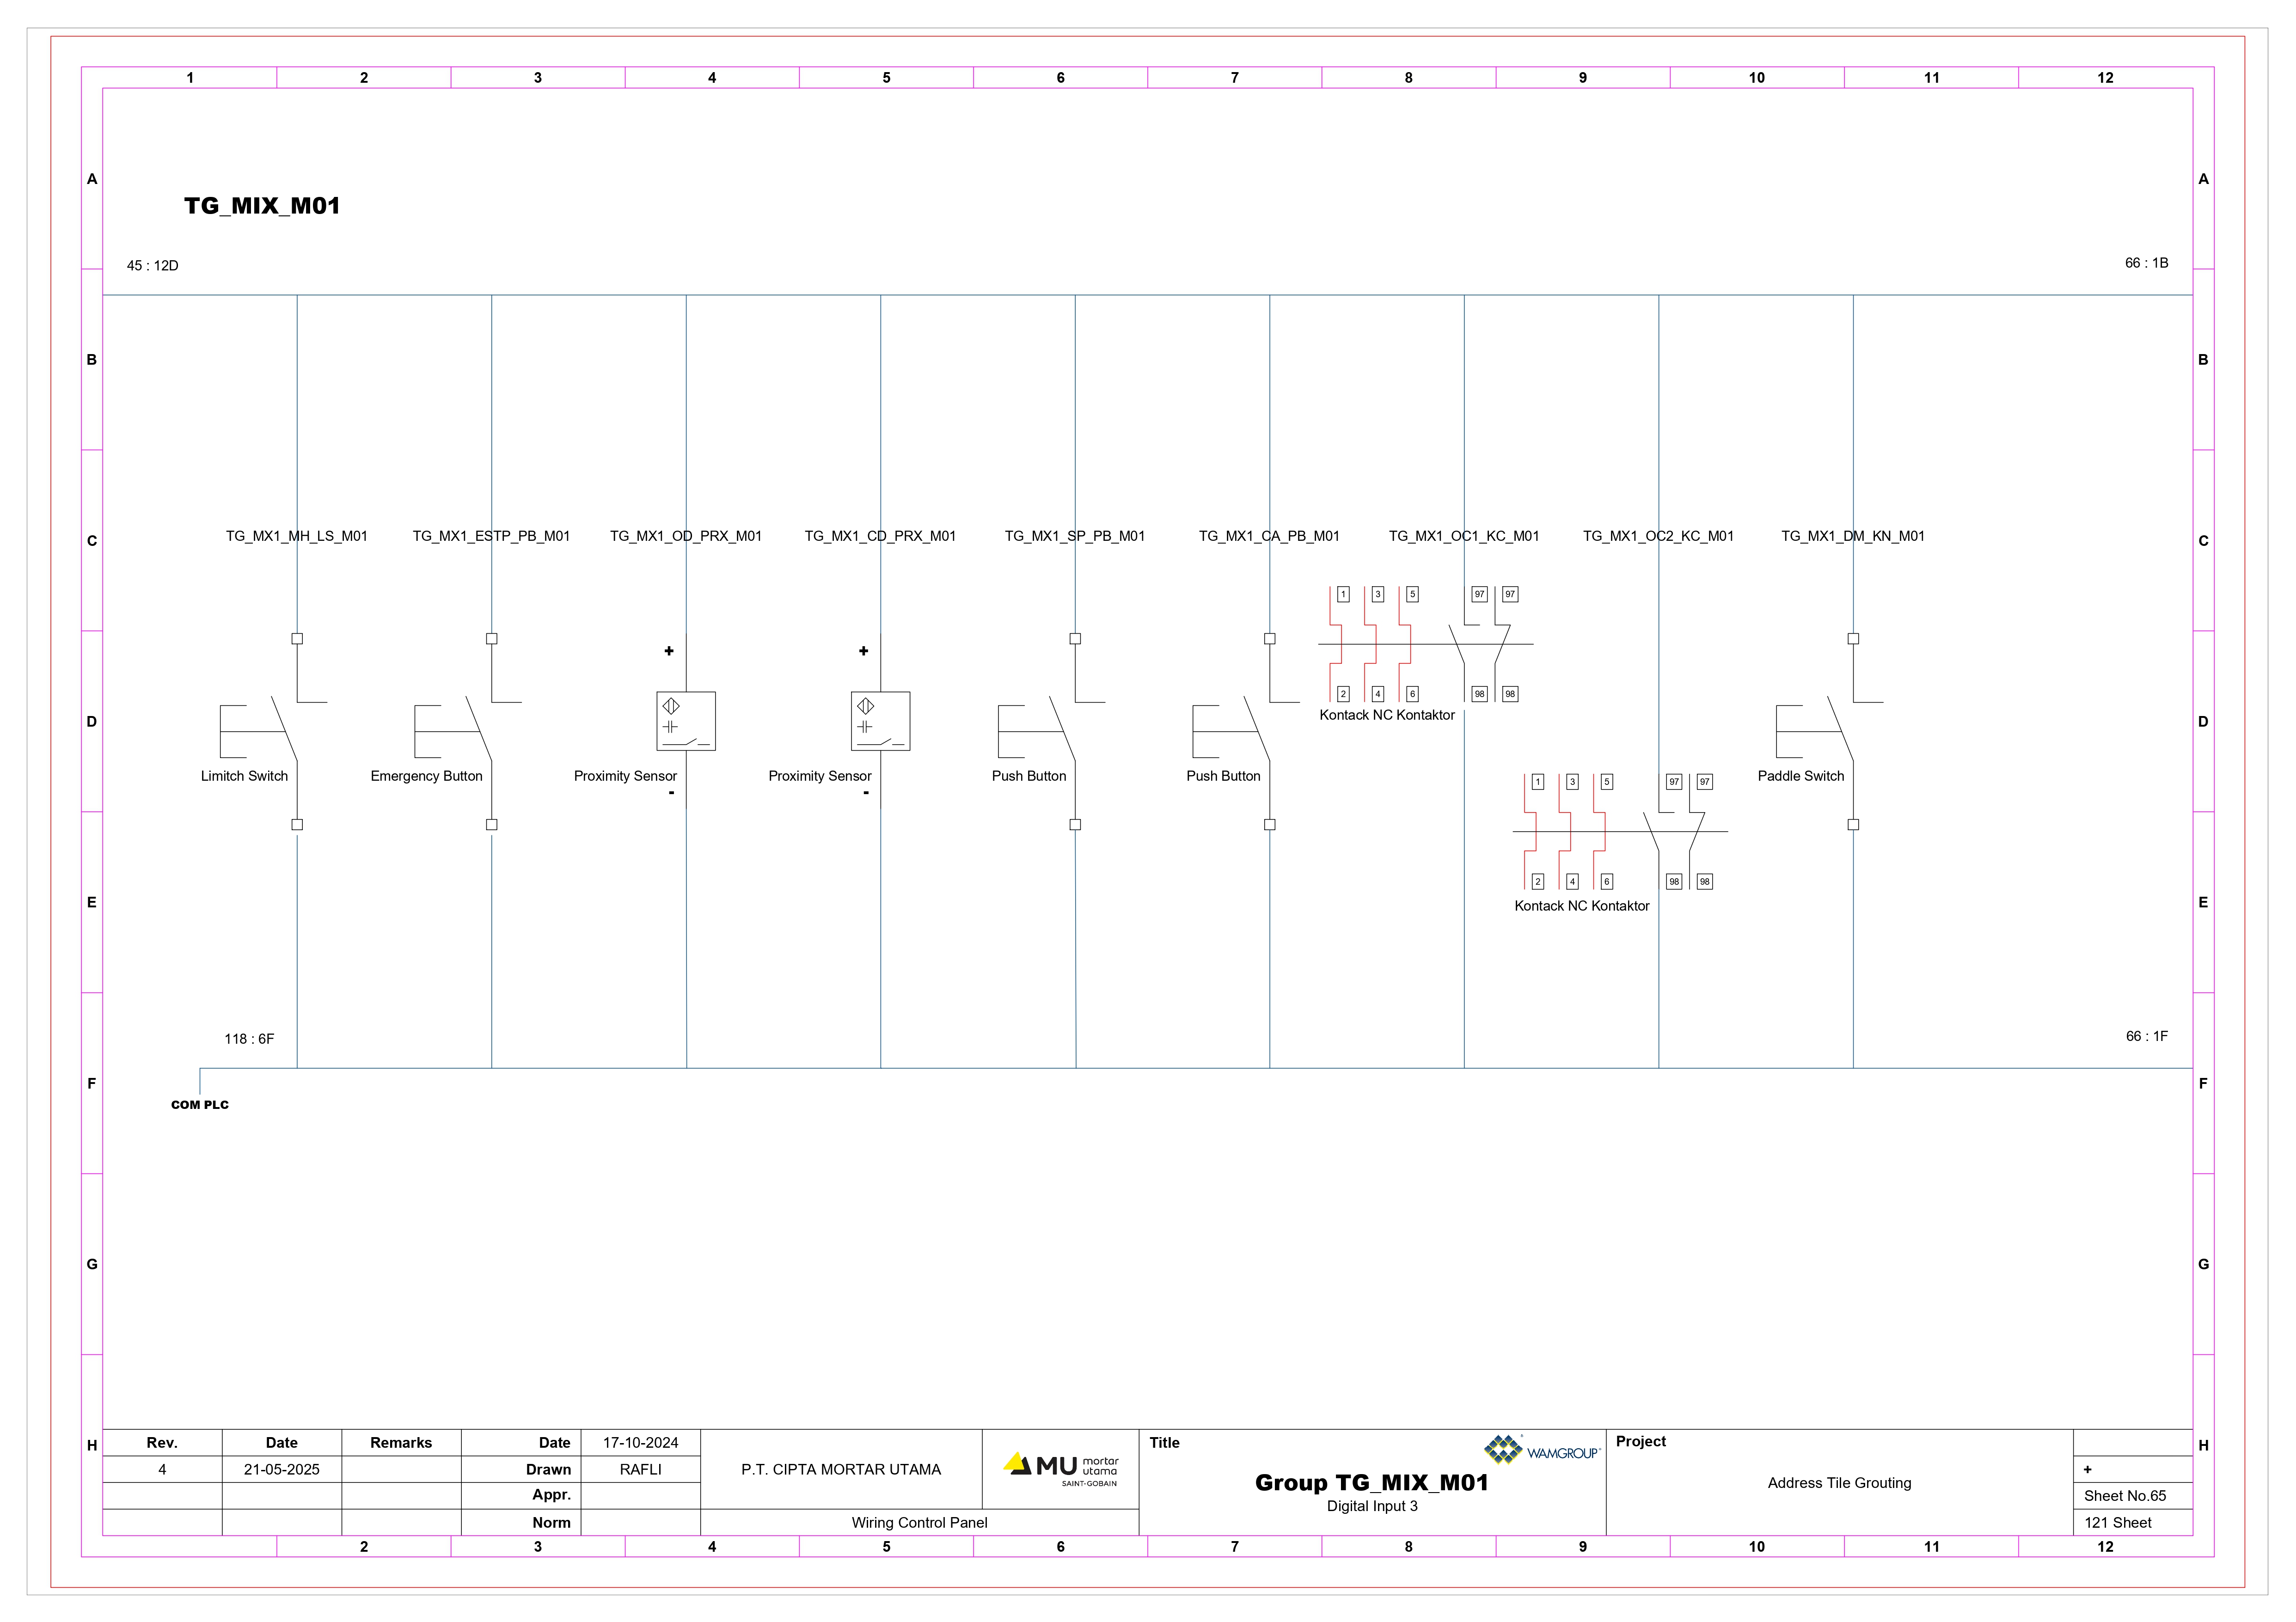 1 2 3 4 5 6 7 8 9 10 11 12
A A
TG_MIX_M01
45 : 12D 66 : 1B
B B
C TG_MX1_MH_LS_M01 TG_MX1_ESTP_PB_M01 TG_MX1_OD_PRX_M01 TG_MX1_CD_PRX_M01 TG_MX1_SP_PB_M01 TG_MX1_CA_PB_M01 TG_MX1_OC1_KC_M01 TG_MX1_OC2_KC_M01 TG_MX1_DM_KN_M01 C
1 3 5 97 97
+ +
2 4 6 98 98
D Kontack NC Kontaktor D
Limitch Switch Emergency Button Proximity Sensor Proximity Sensor Push Button Push Button Paddle Switch
1 3 5 97 97
- -
2 4 6 98 98
E Kontack NC Kontaktor E
118 : 6F 66 : 1F
F F
COM PLC
G G
H H
Rev. Date Remarks Date 17-10-2024
4 21-05-2025 Drawn RAFLI
Appr.
Norm
P.T. CIPTA MORTAR UTAMA
MU mortar
utama
SAINT-GOBAIN
Wiring Control Panel
Title
WAMGROUP®
Group TG_MIX_M01
Digital Input 3
Project
Address Tile Grouting
+
Sheet No.65
121 Sheet
2 3 4 5 6 7 8 9 10 11 12